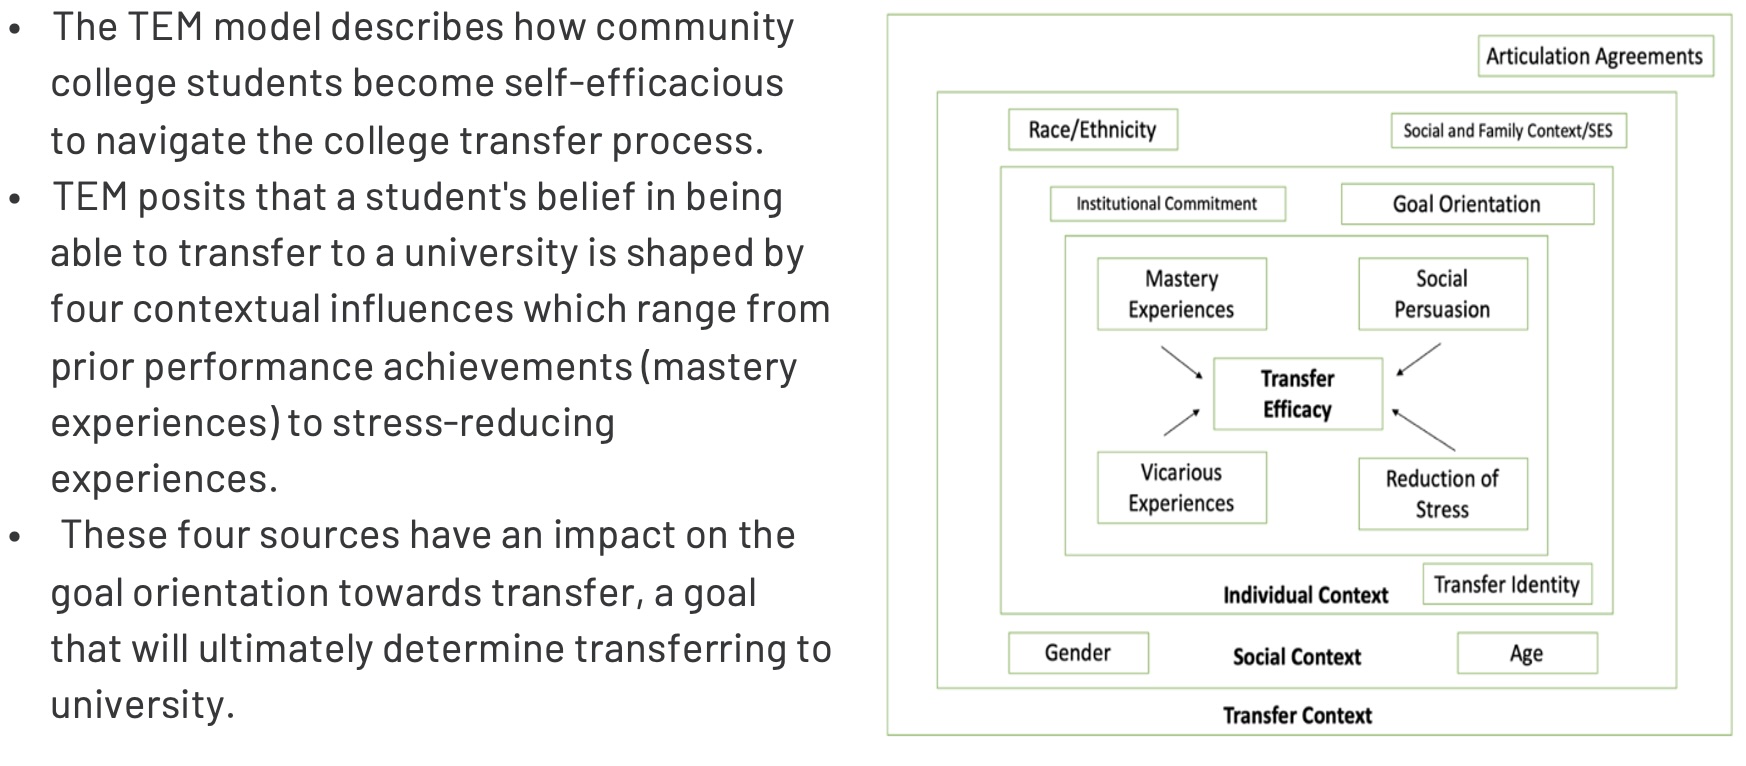 • The TEM model describes how community
college students become self-efficacious
to navigate the college transfer process.
• TEM posits that a student's belief in being
able to transfer to a university is shaped by
four contextual influences which range from
prior performance achievements (mastery
experiences) to stress-reducing
experiences.
• These four sources have an impact on the
goal orientation towards transfer, a goal
that will ultimately determine transferring to
university.
Articulation Agreements
Race/Ethnicity
Social and Family Context/SES
Institutional Commitment
Goal Orientation
Mastery
Experiences
Social
Persuasion
Transfer
Efficacy
Vicarious
Experiences
Reduction of
Stress
Individual Context
Transfer Identity
Gender
Social Context
Age
Transfer Context